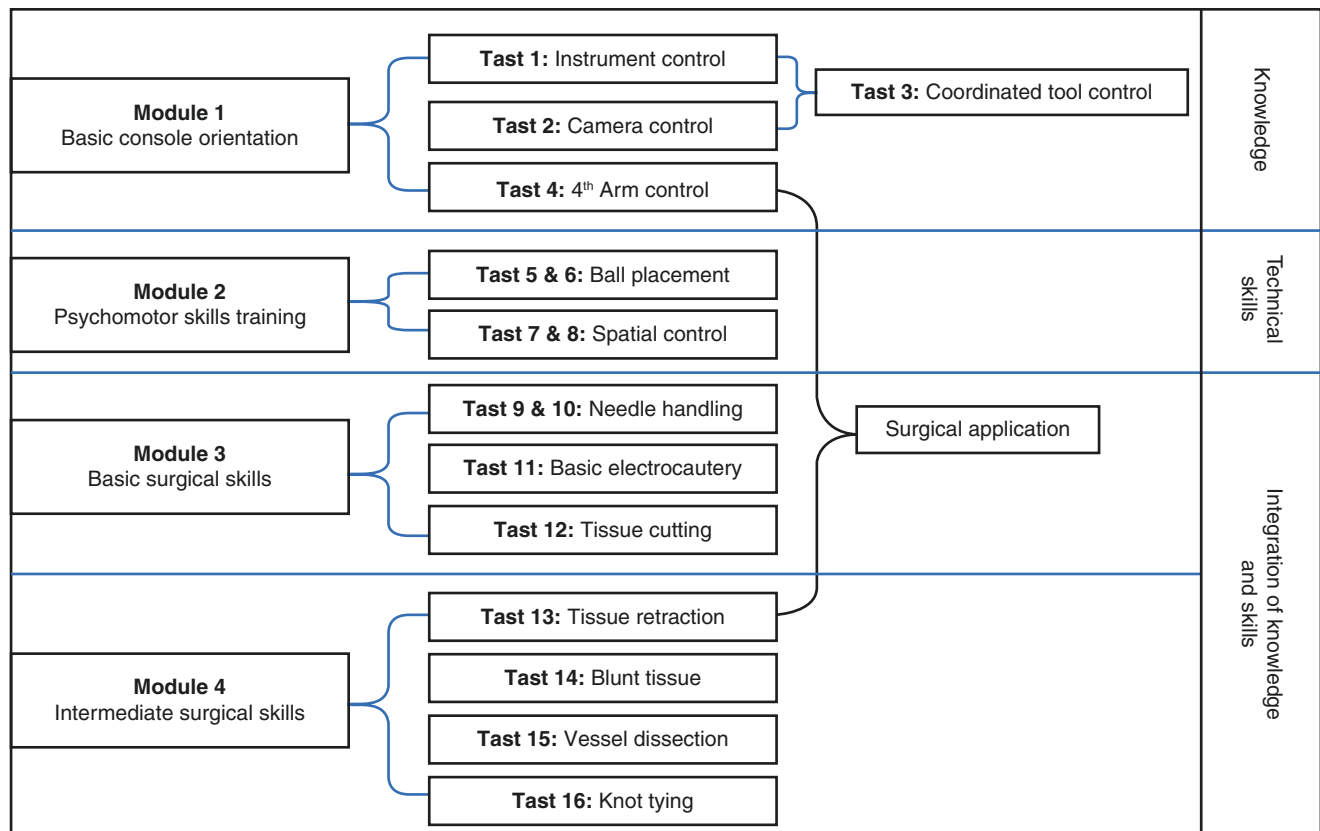 Module 1
Basic console orientation
Tast 1: Instrument control
Tast 2: Camera control
Tast 3: Coordinated tool control
Tast 4: 4th Arm control
Knowledge
Module 2
Psychomotor skills training
Tast 5 & 6: Ball placement
Tast 7 & 8: Spatial control
Technical
skills
Module 3
Basic surgical skills
Tast 9 & 10: Needle handling
Tast 11: Basic electrocautery
Tast 12: Tissue cutting
Surgical application
Module 4
Intermediate surgical skills
Tast 13: Tissue retraction
Tast 14: Blunt tissue
Tast 15: Vessel dissection
Tast 16: Knot tying
Integration of knowledge
and skills